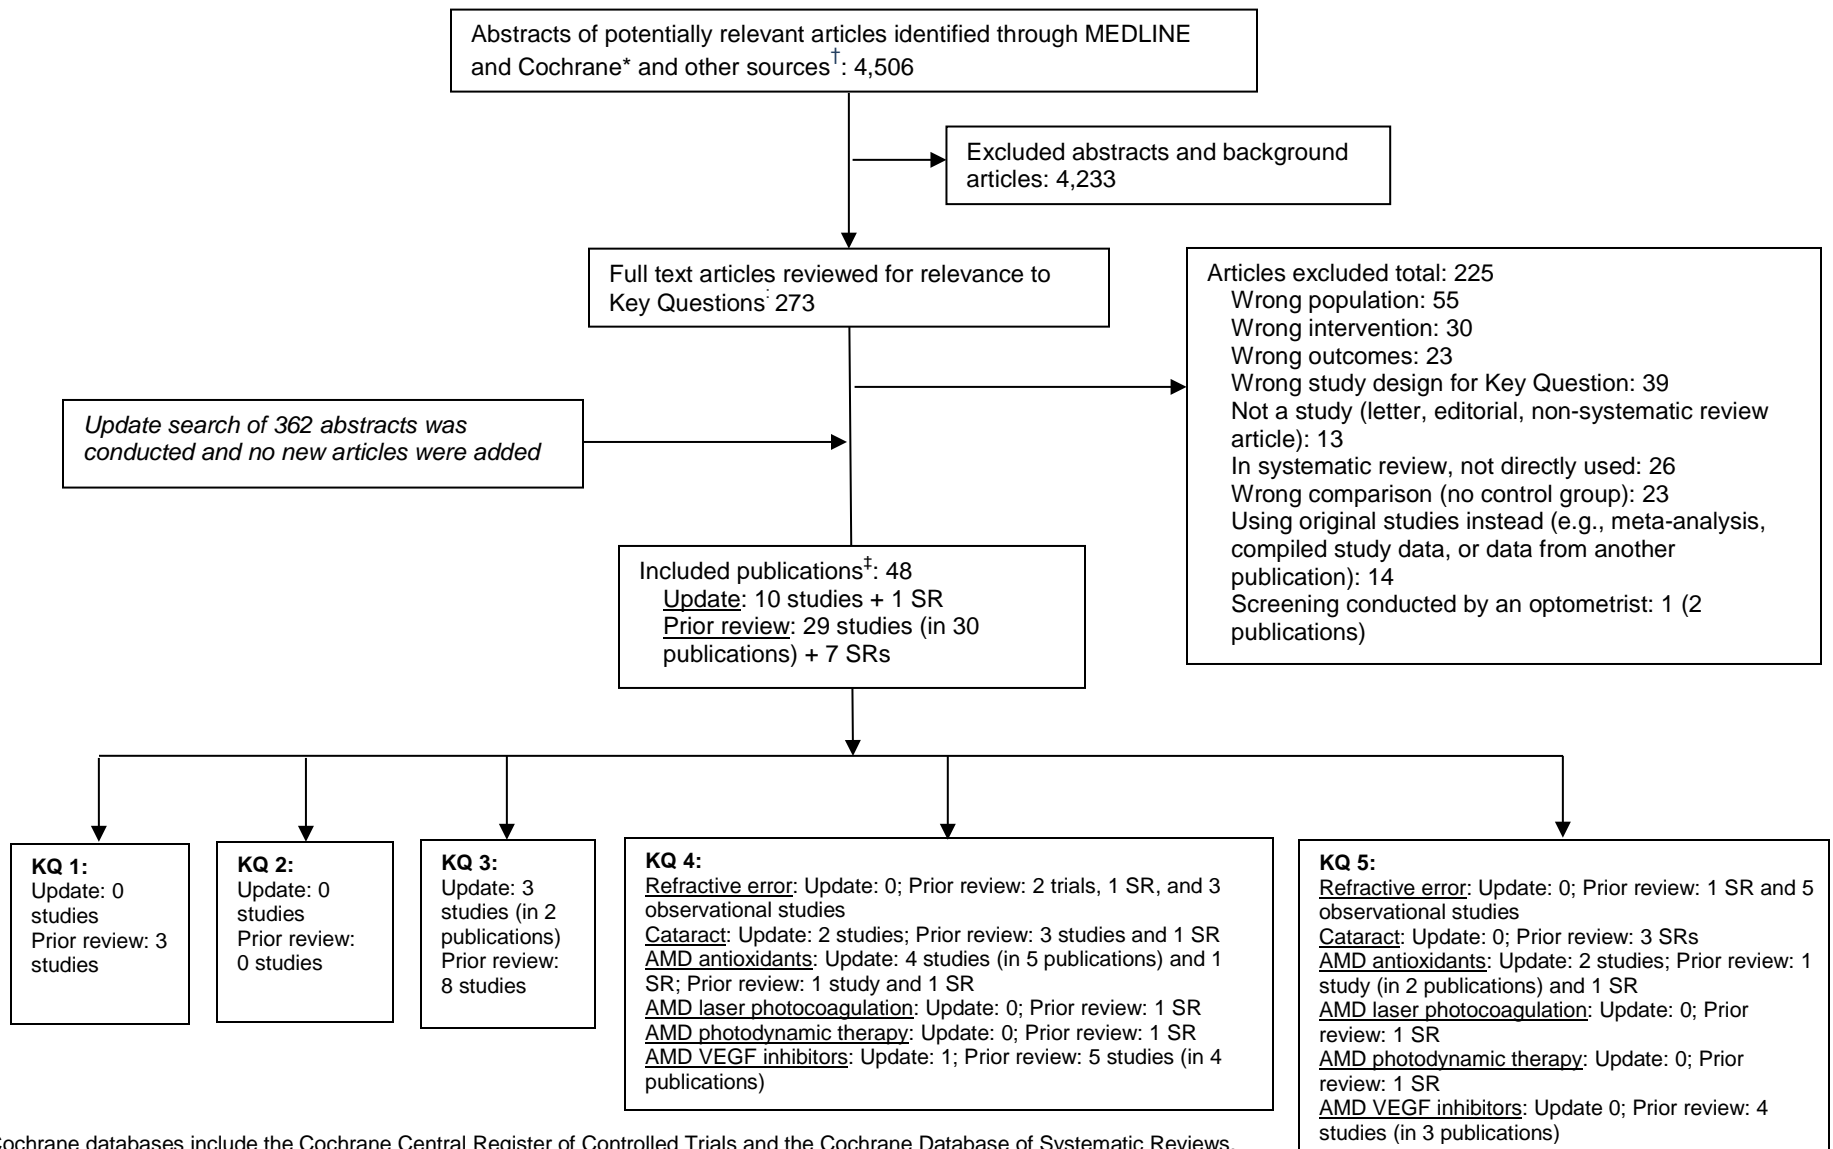 Abstracts of potentially relevant articles identified through MEDLINE
and Cochrane* and other sources†: 4,506
Excluded abstracts and background
articles: 4,233
Full text articles reviewed for relevance to
Key Questions: 273
Articles excluded total: 225
Wrong population: 55
Wrong intervention: 30
Wrong outcomes: 23
Wrong study design for Key Question: 39
Not a study (letter, editorial, non-systematic review
article): 13
In systematic review, not directly used: 26
Wrong comparison (no control group): 23
Using original studies instead (e.g., meta-analysis,
compiled study data, or data from another
publication): 14
Screening conducted by an optometrist: 1 (2
publications)
Update search of 362 abstracts was
conducted and no new articles were added
Included publications‡: 48
Update: 10 studies + 1 SR
Prior review: 29 studies (in 30
publications) + 7 SRs
KQ 1:
Update: 0
studies
Prior review: 3
studies
KQ 2:
Update: 0
studies
Prior review:
0 studies
KQ 3:
Update: 3
studies (in 2
publications)
Prior review:
8 studies
KQ 4:
Refractive error: Update: 0; Prior review: 2 trials, 1 SR, and 3
observational studies
Cataract: Update: 2 studies; Prior review: 3 studies and 1 SR
AMD antioxidants: Update: 4 studies (in 5 publications) and 1
SR; Prior review: 1 study and 1 SR
AMD laser photocoagulation: Update: 0; Prior review: 1 SR
AMD photodynamic therapy: Update: 0; Prior review: 1 SR
AMD VEGF inhibitors: Update: 1; Prior review: 5 studies (in 4
publications)
KQ 5:
Refractive error: Update: 0; Prior review: 1 SR and 5
observational studies
Cataract: Update: 0; Prior review: 3 SRs
AMD antioxidants: Update: 2 studies; Prior review: 1
study (in 2 publications) and 1 SR
AMD laser photocoagulation: Update: 0; Prior
review: 1 SR
AMD photodynamic therapy: Update: 0; Prior
review: 1 SR
AMD VEGF inhibitors: Update 0; Prior review: 4
studies (in 3 publications)
Cochrane databases include the Cochrane Central Register of Controlled Trials and the Cochrane Database of Systematic Reviews.